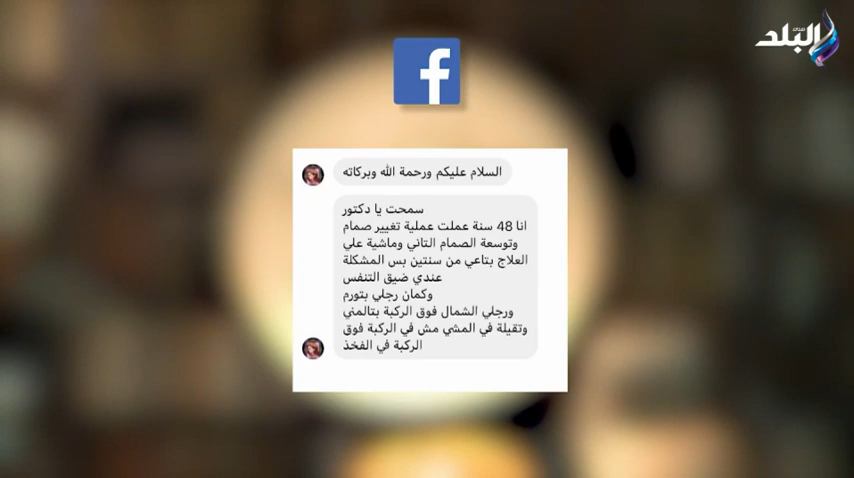 صدى
البلد
السلام عليكم ورحمة الله وبركاته
سمحت يا دكتور
انا 48 سنة عملت عملية تغيير صمام
وتوسعة الصمام التاني وماشية علي
العلاج بتاعي من سنتين بس المشكلة
عندي ضيق التنفس
وكمان رجلي بتورم
ورجلي الشمال فوق الركبة بتالمني
وتقيلة في المشي مش في الركبة فوق
الركبة في الفخذ